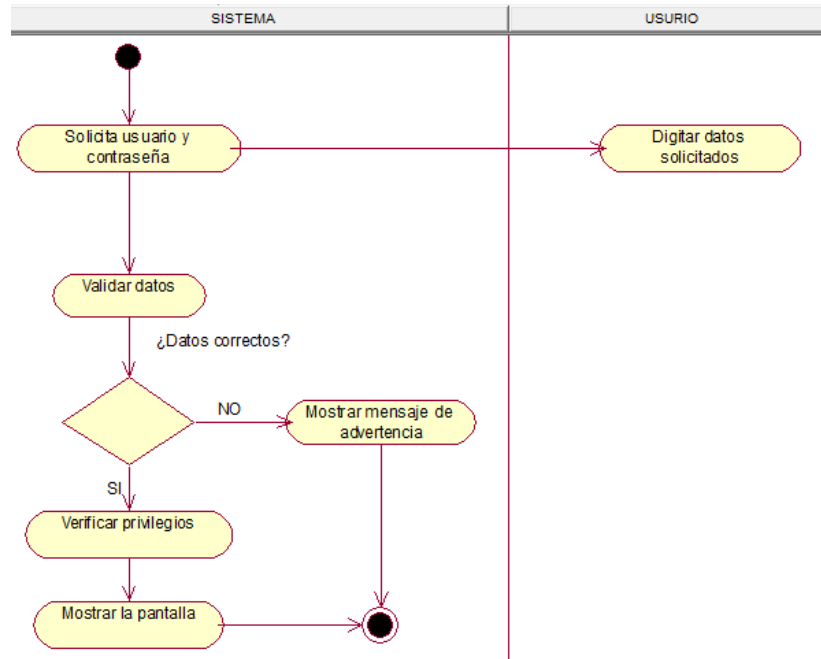 SISTEMA
USURIO
Solicita usuario y
contraseña
Digitar datos
solicitados
Validar datos
¿Datos correctos?
NO
Mostrar mensaje de
advertencia
SI
Verificar privilegios
Mostrar la pantalla